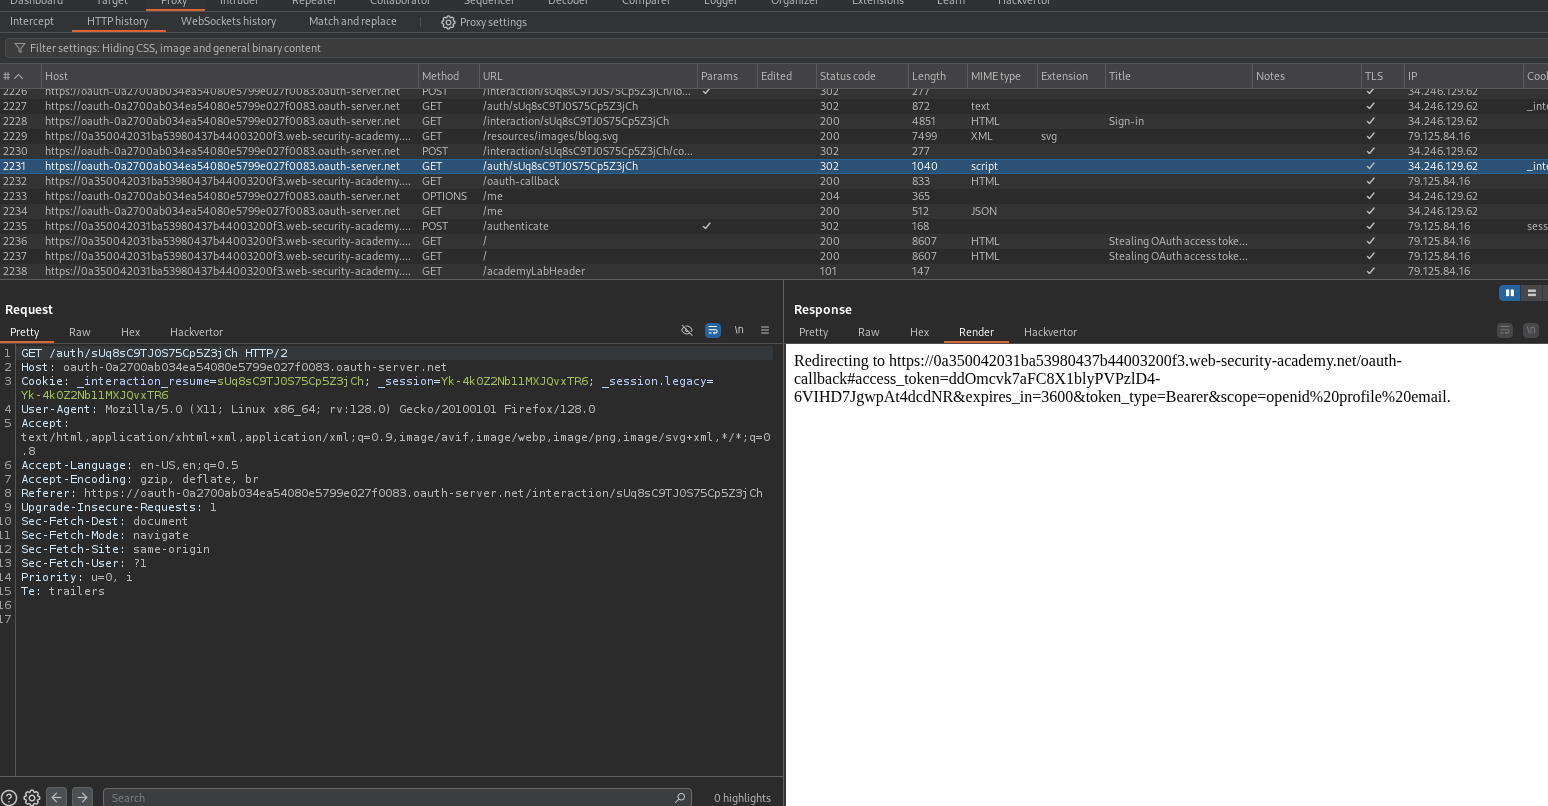 Dashboard Target Proxy Intruder Repeater Collaborator Sequencer Decoder Comparer Logger Organizer Extensions Learn Hackvertor
Intercept HTTP history WebSockets history Match and replace Proxy settings
Filter settings: Hiding CSS, image and general binary content
# Host Method URL Params Edited Status code Length MIME type Extension Title Notes TLS IP Cool
2226 https://oauth-0a2700ab034ea54080e5799e027f0083.oauth-server.net POST /interaction/sUq8sC9TJ0S75Cp5Z3jCh/lo... ✓ 302 277 ✓ 34.246.129.62
2227 https://oauth-0a2700ab034ea54080e5799e027f0083.oauth-server.net GET /auth/sUq8sC9TJ0S75Cp5Z3jCh 302 872 text ✓ 34.246.129.62 _inte
2228 https://oauth-0a2700ab034ea54080e5799e027f0083.oauth-server.net GET /interaction/sUq8sC9TJ0S75Cp5Z3jCh 200 4851 HTML Sign-in ✓ 34.246.129.62
2229 https://0a350042031ba53980437b44003200f3.web-security-academy.... GET /resources/images/blog.svg 200 7499 XML svg ✓ 79.125.84.16
2230 https://oauth-0a2700ab034ea54080e5799e027f0083.oauth-server.net POST /interaction/sUq8sC9TJ0S75Cp5Z3jCh/co... 302 277 ✓ 34.246.129.62
2231 https://oauth-0a2700ab034ea54080e5799e027f0083.oauth-server.net GET /auth/sUq8sC9TJ0S75Cp5Z3jCh 302 1040 script ✓ 34.246.129.62 _inte
2232 https://0a350042031ba53980437b44003200f3.web-security-academy.... GET /oauth-callback 200 833 HTML ✓ 79.125.84.16
2233 https://oauth-0a2700ab034ea54080e5799e027f0083.oauth-server.net OPTIONS /me 204 365 ✓ 34.246.129.62
2234 https://oauth-0a2700ab034ea54080e5799e027f0083.oauth-server.net GET /me 200 512 JSON ✓ 34.246.129.62
2235 https://0a350042031ba53980437b44003200f3.web-security-academy.... POST /authenticate ✓ 302 168 ✓ 79.125.84.16 sess
2236 https://0a350042031ba53980437b44003200f3.web-security-academy.... GET / 200 8607 HTML Stealing OAuth access toke... ✓ 79.125.84.16
2237 https://0a350042031ba53980437b44003200f3.web-security-academy.... GET / 200 8607 HTML Stealing OAuth access toke... ✓ 79.125.84.16
2238 https://0a350042031ba53980437b44003200f3.web-security-academy.... GET /academyLabHeader 101 147 ✓ 79.125.84.16
Request
Pretty Raw Hex Hackvertor \n
1 GET /auth/sUq8sC9TJ0S75Cp5Z3jCh HTTP/2
2 Host: oauth-0a2700ab034ea54080e5799e027f0083.oauth-server.net
3 Cookie: _interaction_resume=sUq8sC9TJ0S75Cp5Z3jCh; _session=Yk-4k0Z2Nb11MXJQvxTR6; _session.legacy=
Yk-4k0Z2Nb11MXJQvxTR6
4 User-Agent: Mozilla/5.0 (X11; Linux x86_64; rv:128.0) Gecko/20100101 Firefox/128.0
5 Accept:
text/html,application/xhtml+xml,application/xml;q=0.9,image/avif,image/webp,image/png,image/svg+xml,*/*;q=0
.8
6 Accept-Language: en-US,en;q=0.5
7 Accept-Encoding: gzip, deflate, br
8 Referer: https://oauth-0a2700ab034ea54080e5799e027f0083.oauth-server.net/interaction/sUq8sC9TJ0S75Cp5Z3jCh
9 Upgrade-Insecure-Requests: 1
10 Sec-Fetch-Dest: document
11 Sec-Fetch-Mode: navigate
12 Sec-Fetch-Site: same-origin
13 Sec-Fetch-User: ?1
14 Priority: u=0, i
15 Te: trailers
16
17
Search 0 highlights
Response
Pretty Raw Hex Render Hackvertor \n
Redirecting to https://0a350042031ba53980437b44003200f3.web-security-academy.net/oauth-
callback#access_token=ddOmcvk7aFC8X1blyPVPzlD4-
6VIHD7JgwpAt4dcdNR&expires_in=3600&token_type=Bearer&scope=openid%20profile%20email.